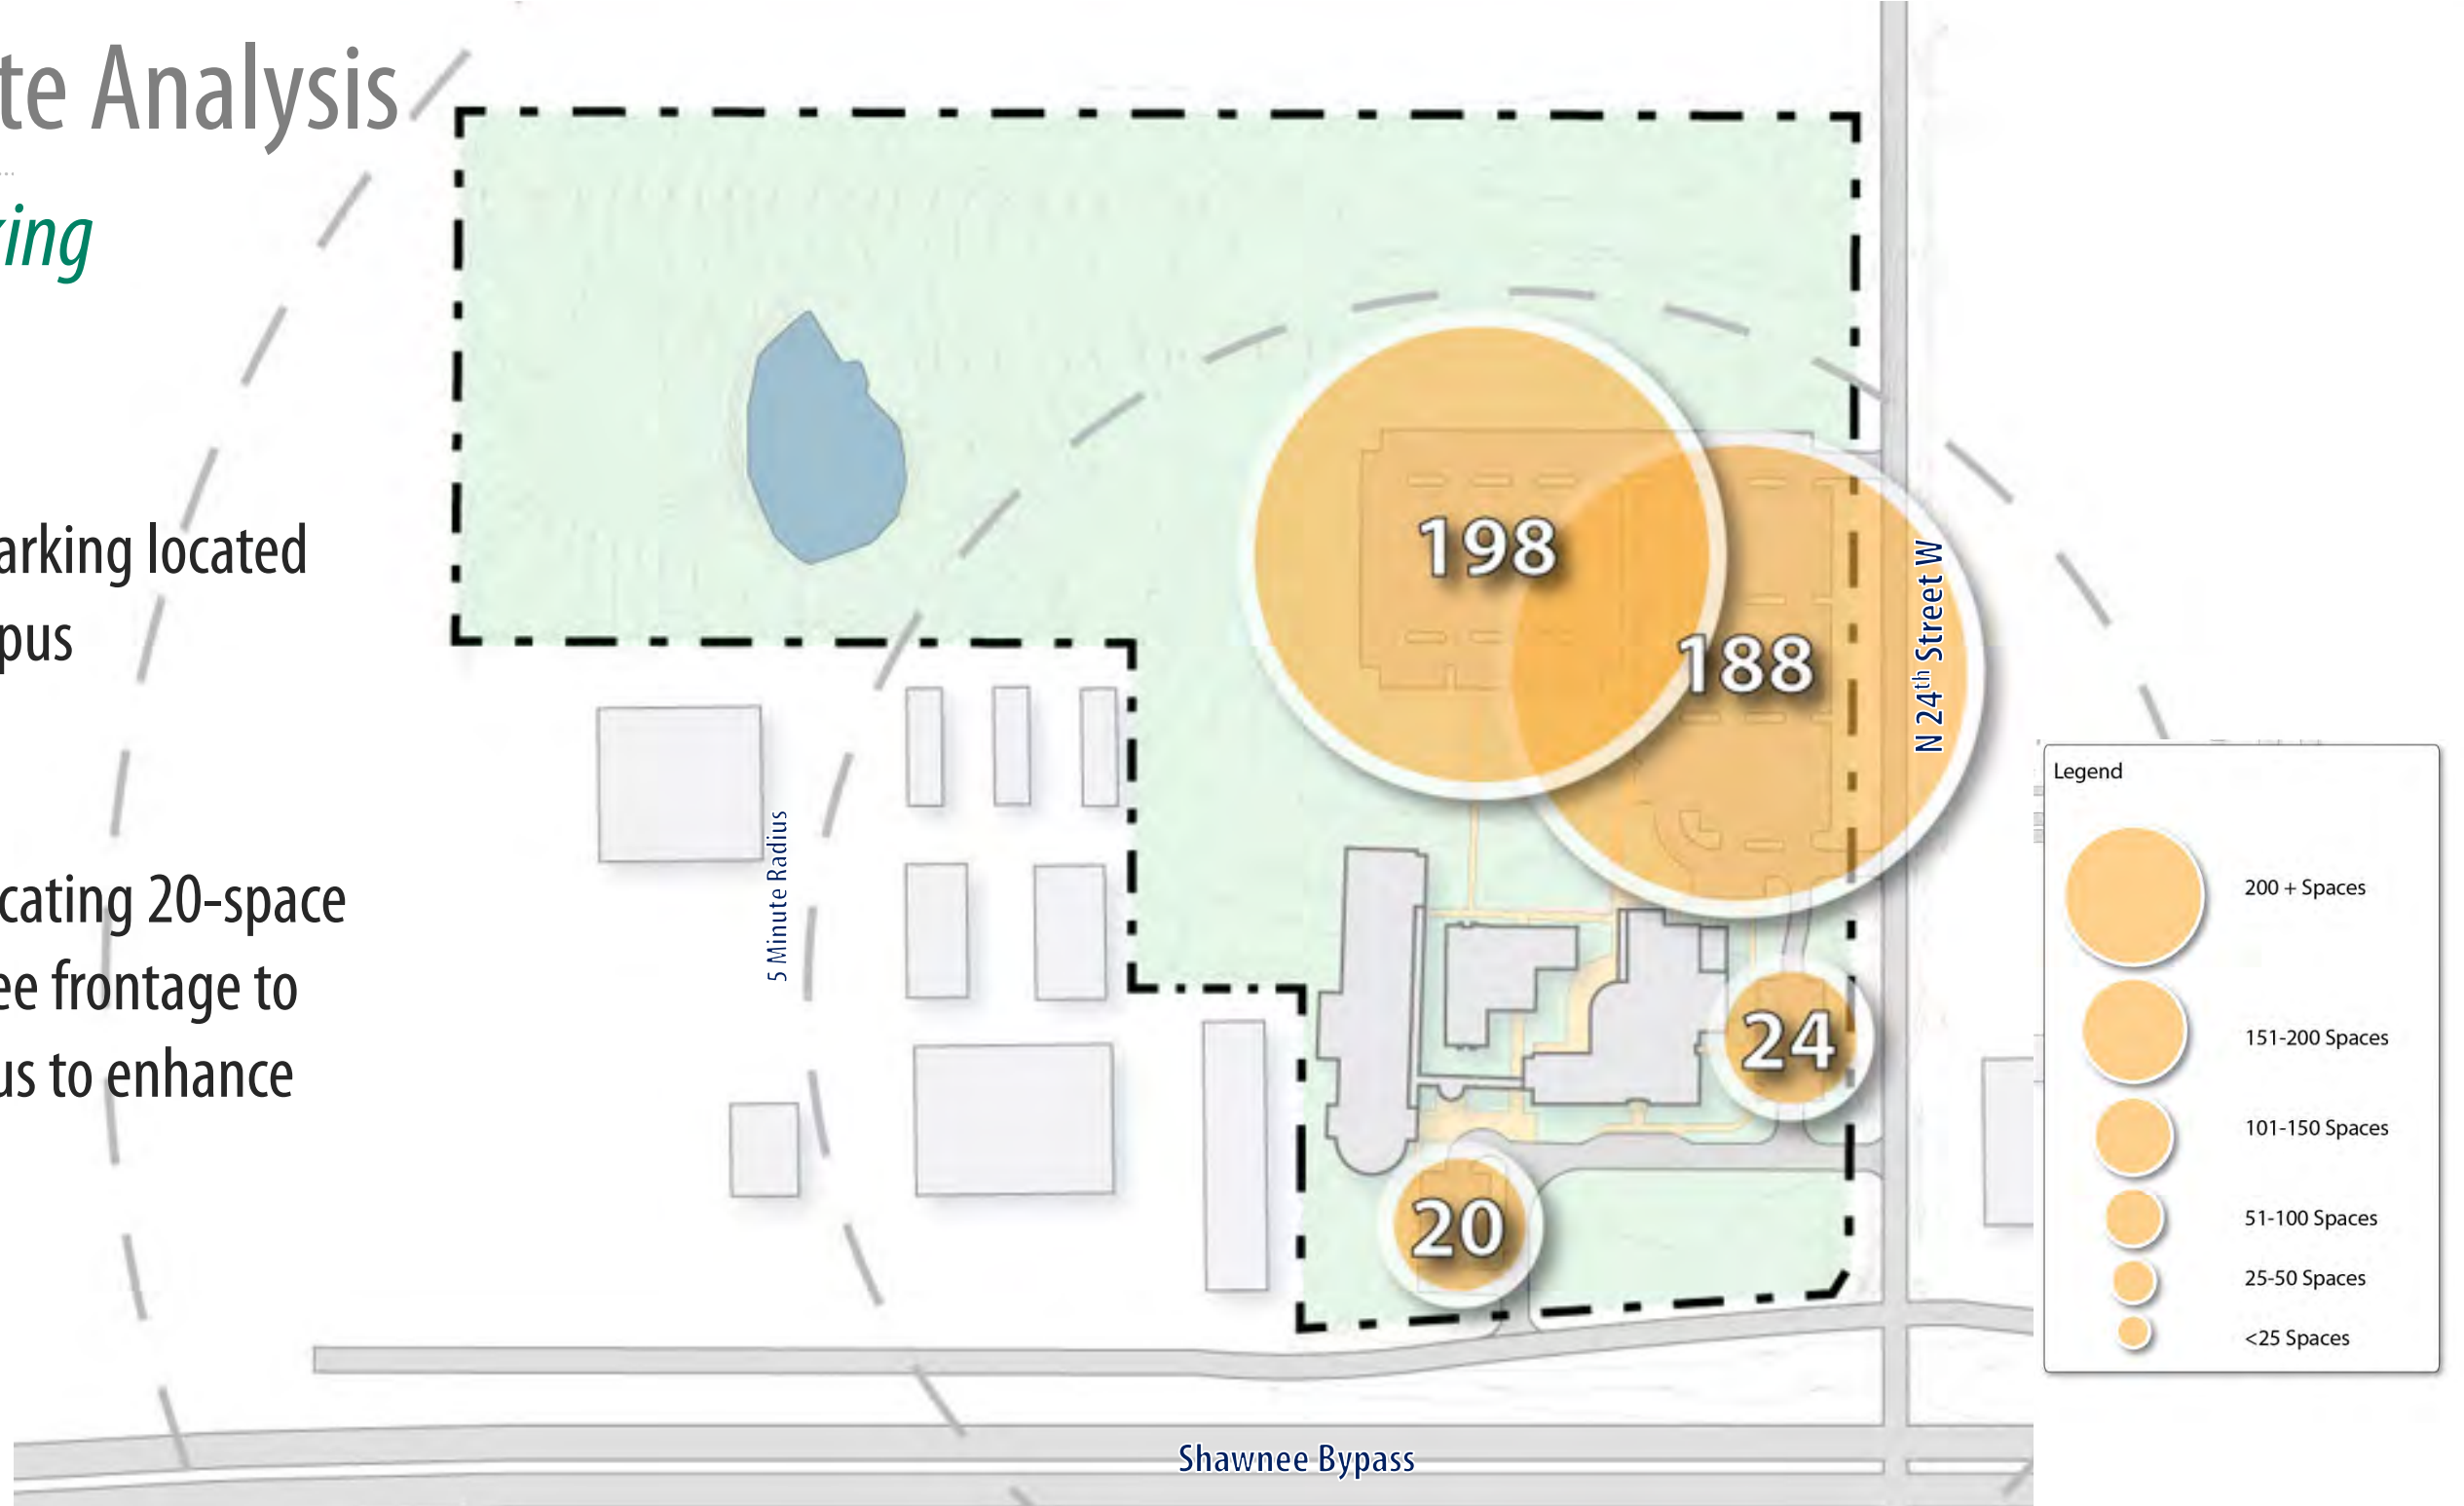 te Analysis
king
arking located
pus
cating 20-space
ee frontage to
us to enhance
198
188
N 24th Street W
5 Minute Radius
24
20
Shawnee Bypass
Legend
200 + Spaces
151-200 Spaces
101-150 Spaces
51-100 Spaces
25-50 Spaces
<25 Spaces